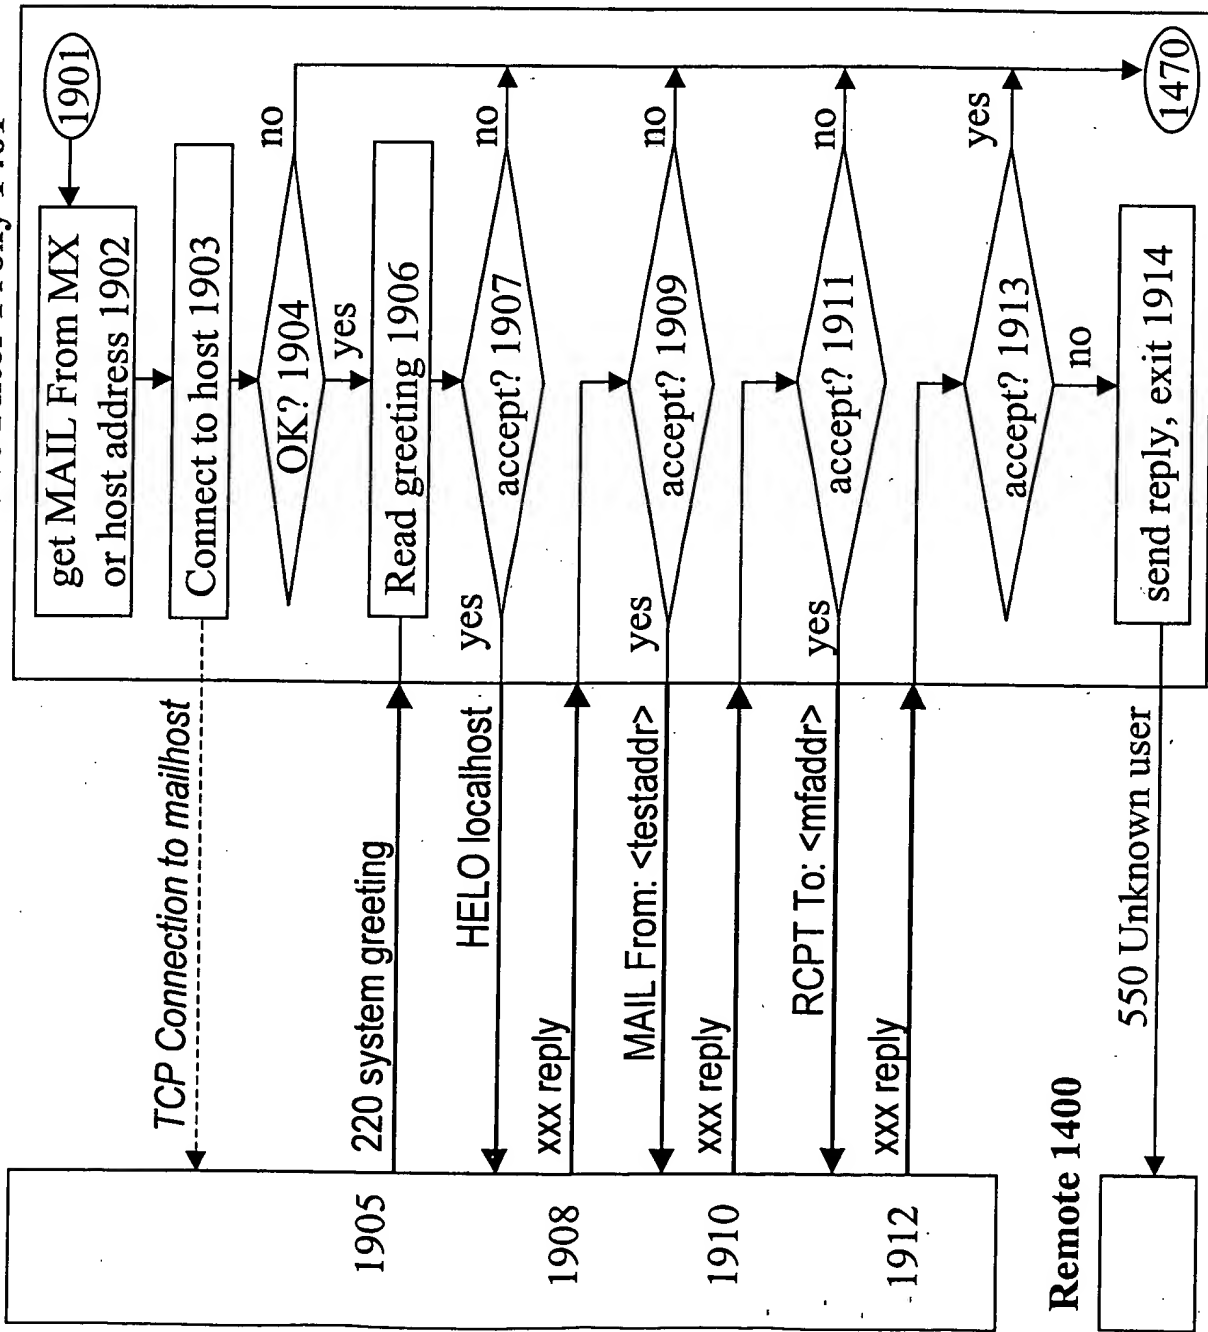 1901
get MAIL From MX
or host address 1902
Connect to host 1903
TCP Connection to mailhost
OK? 1904
no
yes
1905
220 system greeting
Read greeting 1906
accept? 1907
no
yes
HELO localhost
1908
xxx reply
accept? 1909
no
yes
MAIL From: <testaddr>
1910
xxx reply
accept? 1911
no
yes
RCPT To: <mfaddr>
1912
xxx reply
accept? 1913
yes
no
1470
send reply, exit 1914
550 Unknown user
Remote 1400